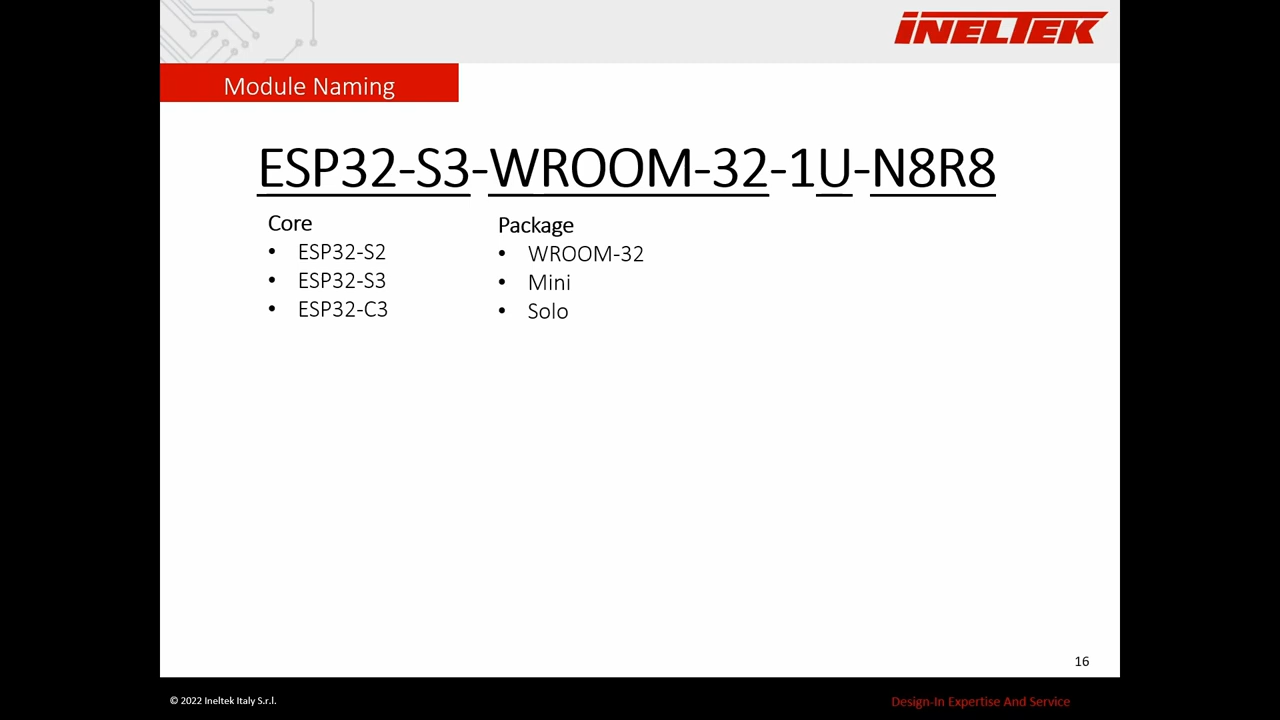 iNELTEK
Module Naming
ESP32-S3-WROOM-32-1U-N8R8
Core
• ESP32-S2
• ESP32-S3
• ESP32-C3
Package
• WROOM-32
• Mini
• Solo
16
© 2022 Ineltek Italy S.r.l.
Design-In Expertise And Service